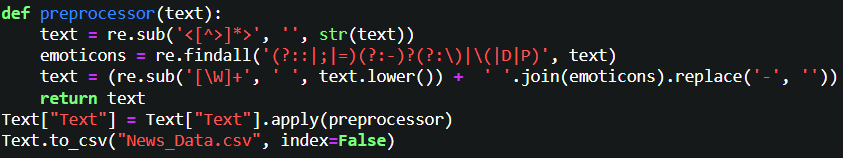 def preprocessor(text):
    text = re.sub('<[^>]*>', '', str(text))
    emoticons = re.findall('(?::|;|=)(?:-)?(?:\)|\(|D|P)', text)
    text = (re.sub('[\W]+', ' ', text.lower()) +  ' '.join(emoticons).replace('-', ''))
    return text
Text["Text"] = Text["Text"].apply(preprocessor)
Text.to_csv("News_Data.csv", index=False)